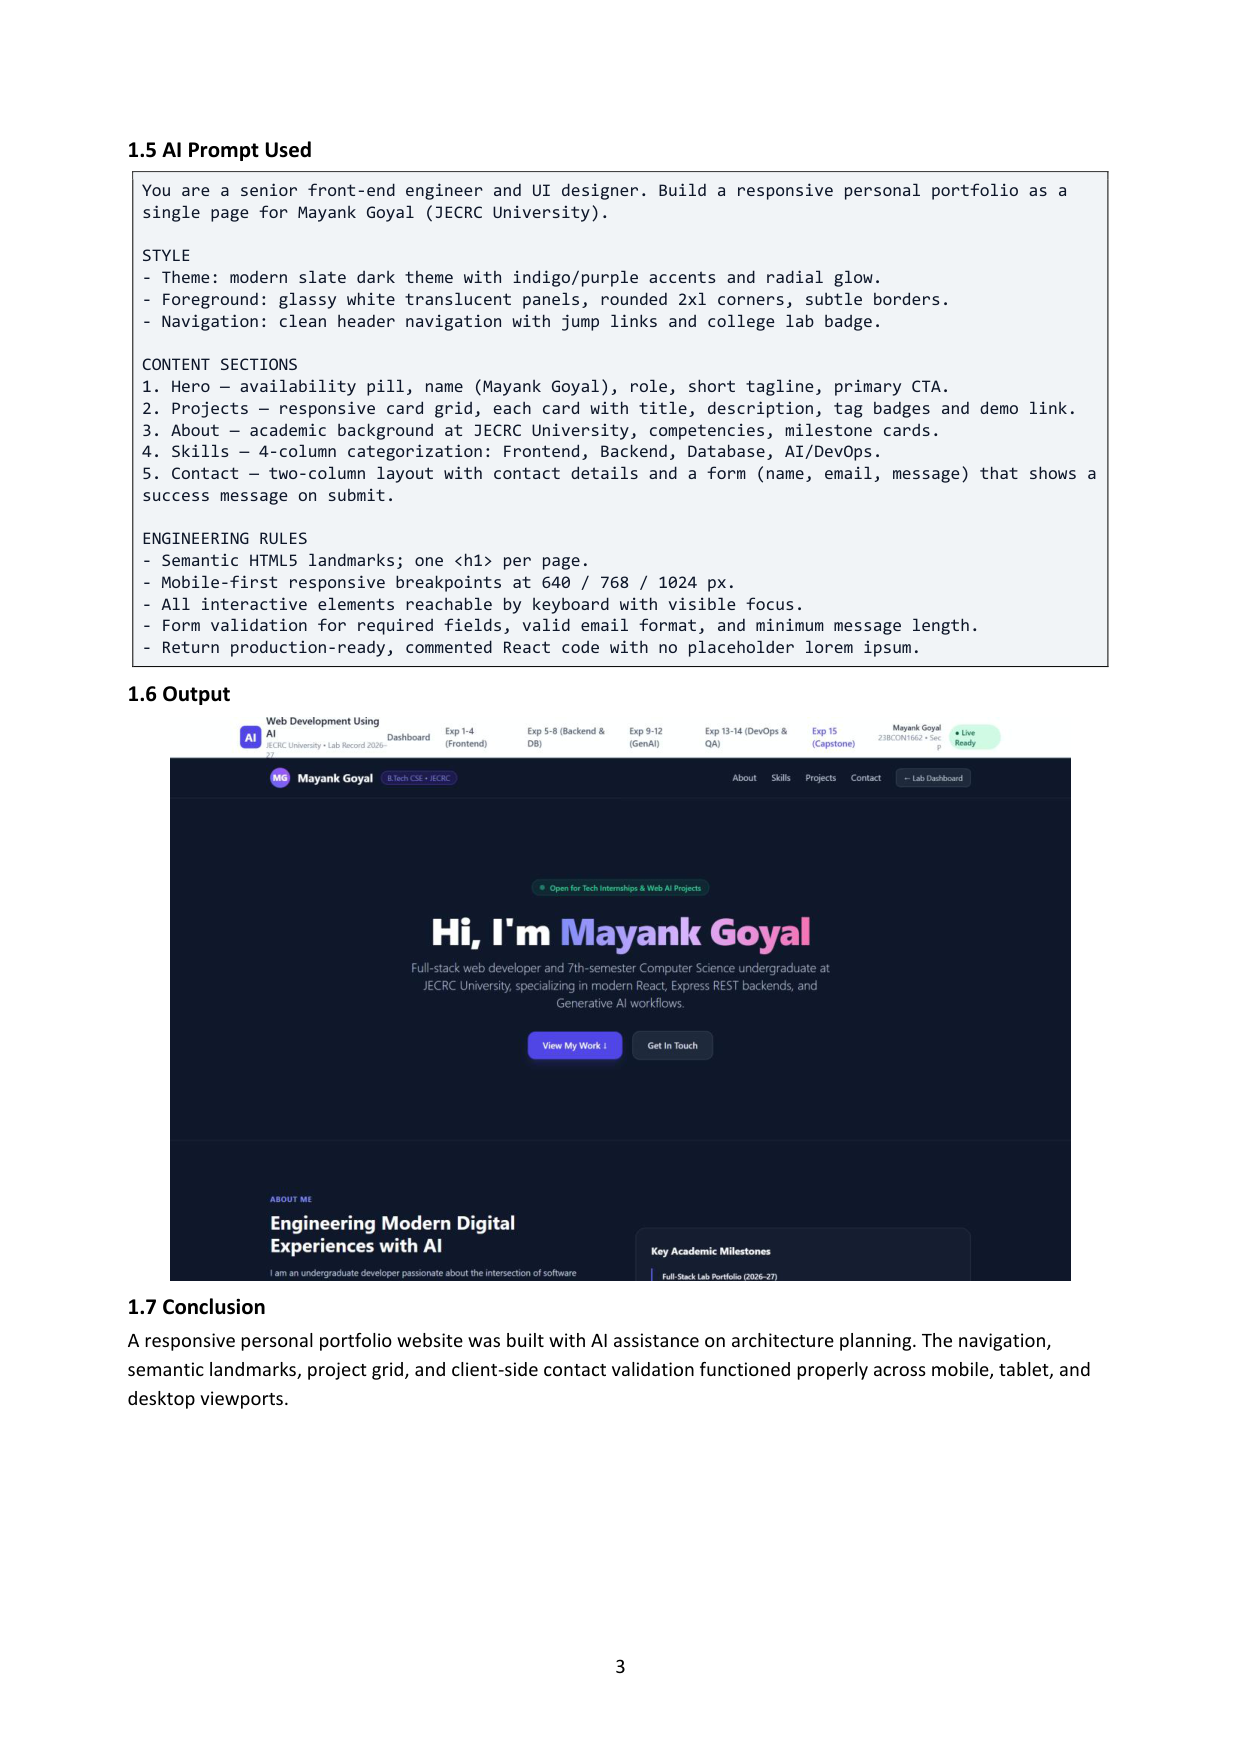 1.5 AI Prompt Used
You are a senior front-end engineer and UI designer. Build a responsive personal portfolio as a
single page for Mayank Goyal (JECRC University).
STYLE
- Theme: modern slate dark theme with indigo/purple accents and radial glow.
- Foreground: glassy white translucent panels, rounded 2xl corners, subtle borders.
- Navigation: clean header navigation with jump links and college lab badge.
CONTENT SECTIONS
1. Hero — availability pill, name (Mayank Goyal), role, short tagline, primary CTA.
2. Projects — responsive card grid, each card with title, description, tag badges and demo link.
3. About — academic background at JECRC University, competencies, milestone cards.
4. Skills — 4-column categorization: Frontend, Backend, Database, AI/DevOps.
5. Contact — two-column layout with contact details and a form (name, email, message) that shows a
success message on submit.
ENGINEERING RULES
- Semantic HTML5 landmarks; one <h1> per page.
- Mobile-first responsive breakpoints at 640 / 768 / 1024 px.
- All interactive elements reachable by keyboard with visible focus.
- Form validation for required fields, valid email format, and minimum message length.
- Return production-ready, commented React code with no placeholder lorem ipsum.
1.6 Output
AI
Web Development Using
AI
JECRC University • Lab Record 2026-
27
Dashboard
Exp 1-4
(Frontend)
Exp 5-8 (Backend &
DB)
Exp 9-12
(GenAI)
Exp 13-14 (DevOps &
QA)
Exp 15
(Capstone)
Mayank Goyal
23BCON1662 • Sec
P
● Live
Ready
MG Mayank Goyal B.Tech CSE • JECRC About Skills Projects Contact ← Lab Dashboard
Open for Tech Internships & Web AI Projects
Hi, I'm Mayank Goyal
Full-stack web developer and 7th-semester Computer Science undergraduate at
JECRC University, specializing in modern React, Express REST backends, and
Generative AI workflows.
View My Work ↓ Get In Touch
ABOUT ME
Engineering Modern Digital
Experiences with AI
I am an undergraduate developer passionate about the intersection of software
Key Academic Milestones
Full-Stack Lab Portfolio (2026–27)
1.7 Conclusion
A responsive personal portfolio website was built with AI assistance on architecture planning. The navigation,
semantic landmarks, project grid, and client-side contact validation functioned properly across mobile, tablet, and
desktop viewports.
3